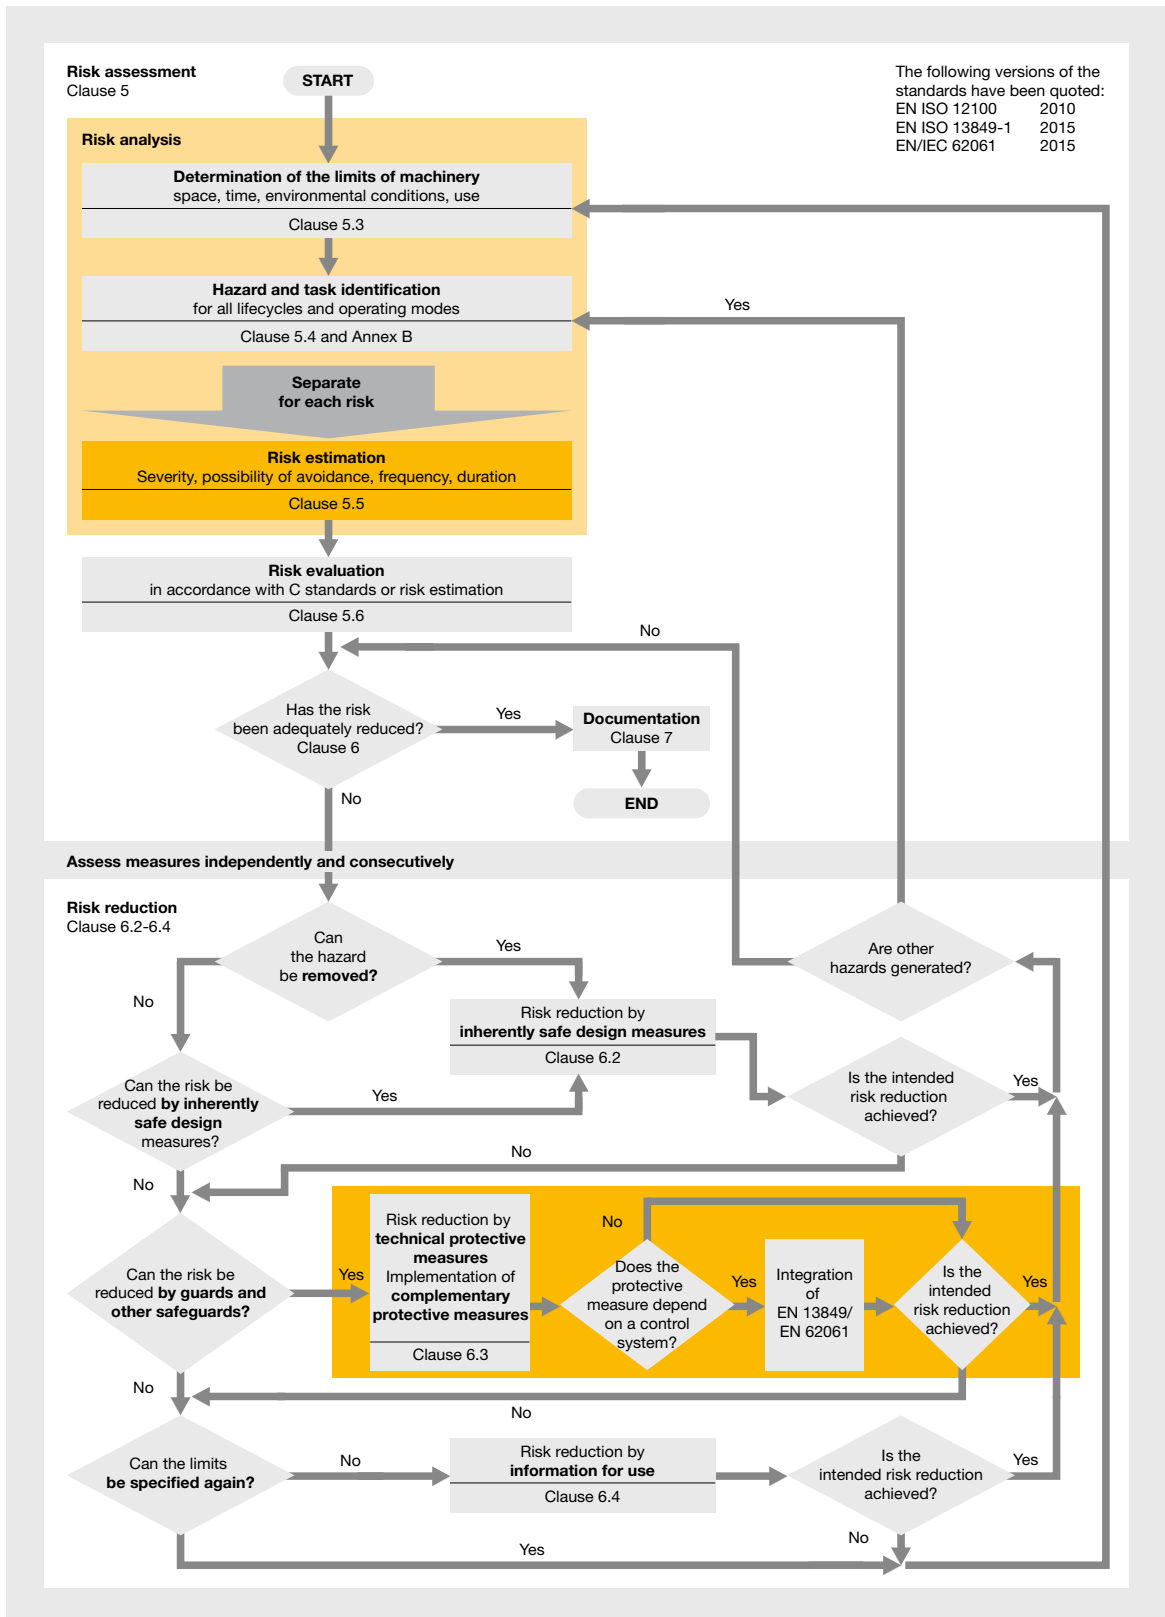 Risk assessment
Clause 5
START
The following versions of the
standards have been quoted:
EN ISO 12100 2010
EN ISO 13849-1 2015
EN/IEC 62061 2015
Risk analysis
Determination of the limits of machinery
space, time, environmental conditions, use
Clause 5.3
Hazard and task identification
for all lifecycles and operating modes
Clause 5.4 and Annex B
Yes
Separate
for each risk
Risk estimation
Severity, possibility of avoidance, frequency, duration
Clause 5.5
Risk evaluation
in accordance with C standards or risk estimation
Clause 5.6
No
Has the risk
been adequately reduced?
Clause 6
Yes
Documentation
Clause 7
END
No
Assess measures independently and consecutively
Risk reduction
Clause 6.2-6.4
Can
the hazard
be removed?
Yes
No
Are other
hazards generated?
Risk reduction by
inherently safe design measures
Clause 6.2
Can the risk be
reduced by inherently
safe design
measures?
Yes
Is the intended
risk reduction
achieved?
Yes
No
No
Can the risk be
reduced by guards and
other safeguards?
Yes
Risk reduction by
technical protective
measures
Implementation of
complementary
protective measures
Clause 6.3
No
Does the
protective
measure depend
on a control
system?
Yes
Integration
of
EN 13849/
EN 62061
Is the
intended
risk reduction
achieved?
Yes
No
No
Can the limits
be specified again?
No
Risk reduction by
information for use
Clause 6.4
Is the
intended risk reduction
achieved?
Yes
No
Yes